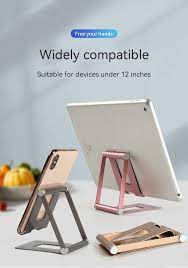 Free your hands
Widely compatible
Suitable for devices under 12 inches